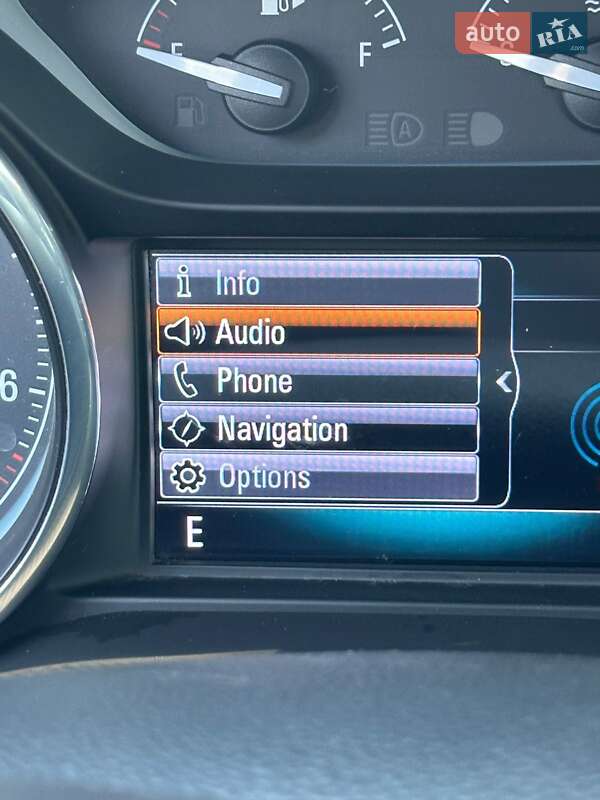 auto RIA.com
E F C
A
6
Info
Audio
Phone
Navigation
Options
E